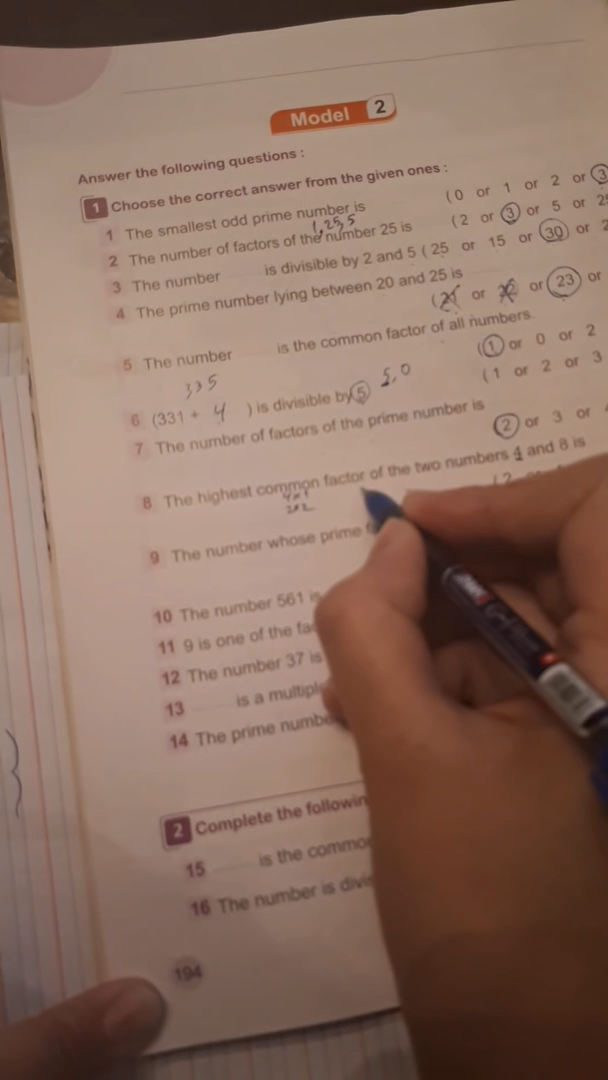 Model 2
Answer the following questions :
1 Choose the correct answer from the given ones :
1 The smallest odd prime number is (0 or 1 or 2 or 3
1,25,5
2 The number of factors of the number 25 is (2 or 3 or 5 or
3 The number is divisible by 2 and 5 (25 or 15 or 30 or
4 The prime number lying between 20 and 25 is
( or or 23 or
5 The number is the common factor of all numbers.
(1 or 0 or 2
335
5,0
6 (331 + 4 ) is divisible by 5 (1 or 2 or 3
7 The number of factors of the prime number is
2 or 3 or
8 The highest common factor of the two numbers 4 and 8 is
4×1
2×2
9 The number whose prime
10 The number 561 is
11 9 is one of the
12 The number 37 is
13 is a
14 The prime
2 Complete the
15 is the
16 The number is
194